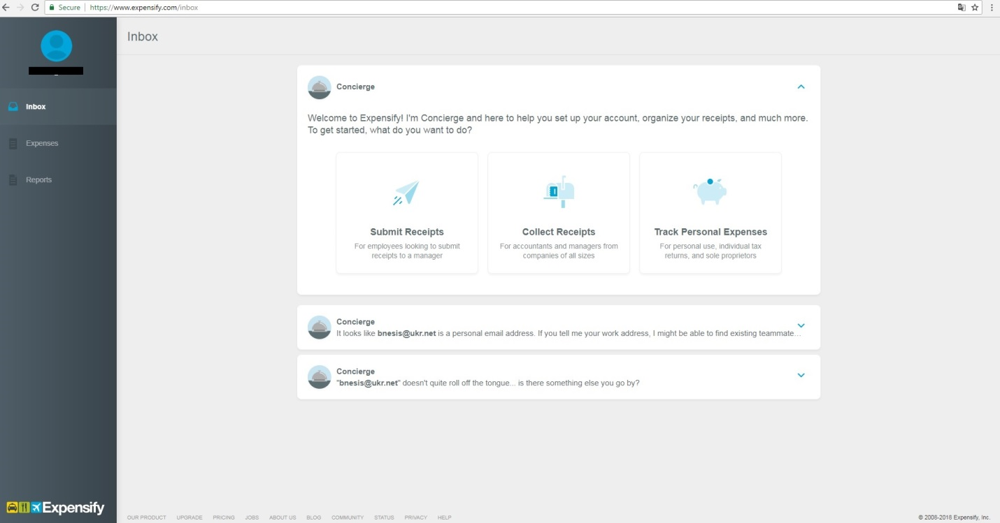 Secure
https://www.expensify.com/inbox
Inbox
Inbox
Expenses
Reports
Concierge
Welcome to Expensify! I'm Concierge and here to help you set up your account, organize your receipts, and much more.
To get started, what do you want to do?
Submit Receipts
For employees looking to submit
receipts to a manager
Collect Receipts
For accountants and managers from
companies of all sizes
Track Personal Expenses
For personal use, individual tax
returns, and sole proprietors
Concierge
It looks like bnesis@ukr.net is a personal email address. If you tell me your work address, I might be able to find existing teammate...
Concierge
"bnesis@ukr.net" doesn't quite roll off the tongue... is there something else you go by?
Expensify
OUR PRODUCT UPGRADE PRICING JOBS ABOUT US BLOG COMMUNITY STATUS PRIVACY HELP
© 2008-2018 Expensify, Inc.